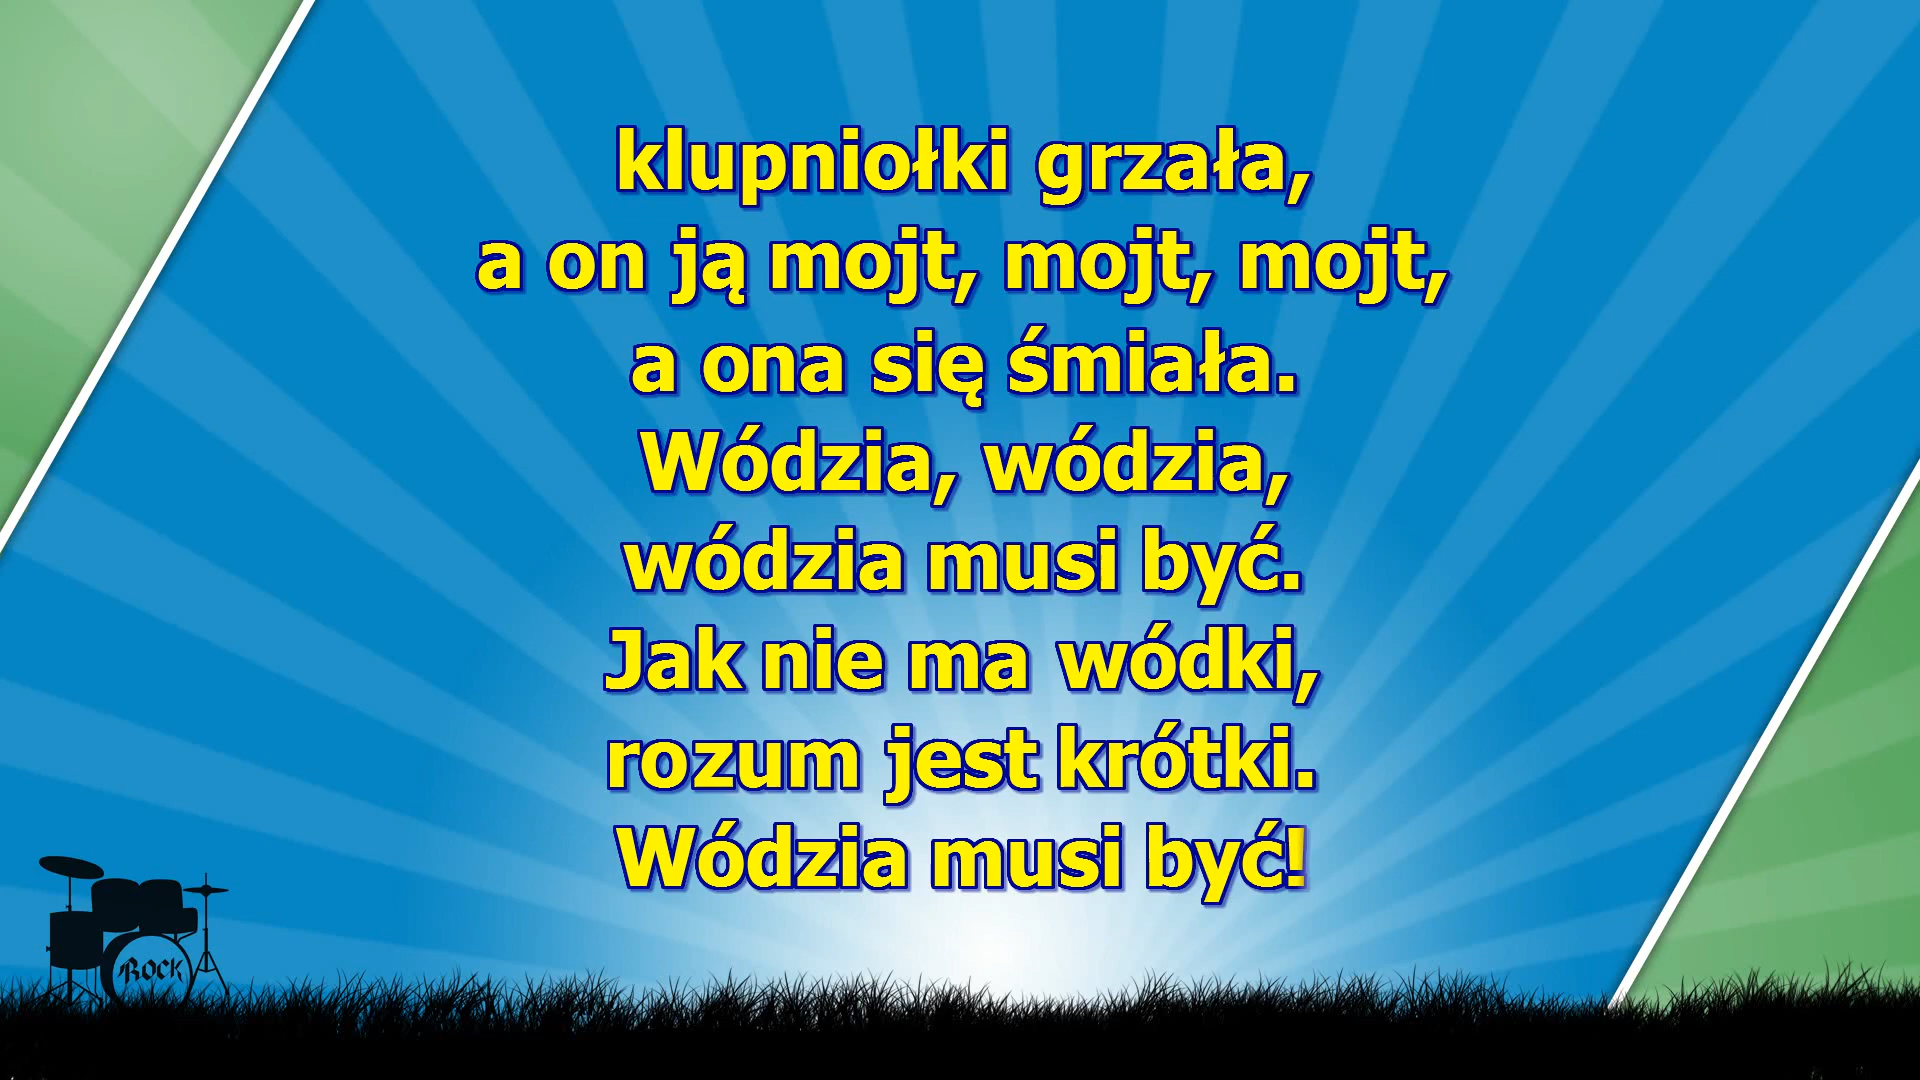 klupniołki grzała,
a on ją mojt, mojt, mojt,
a ona się śmiała.
Wódzia, wódzia,
wódzia musi być.
Jak nie ma wódki,
rozum jest krótki.
Wódzia musi być!
ROCK